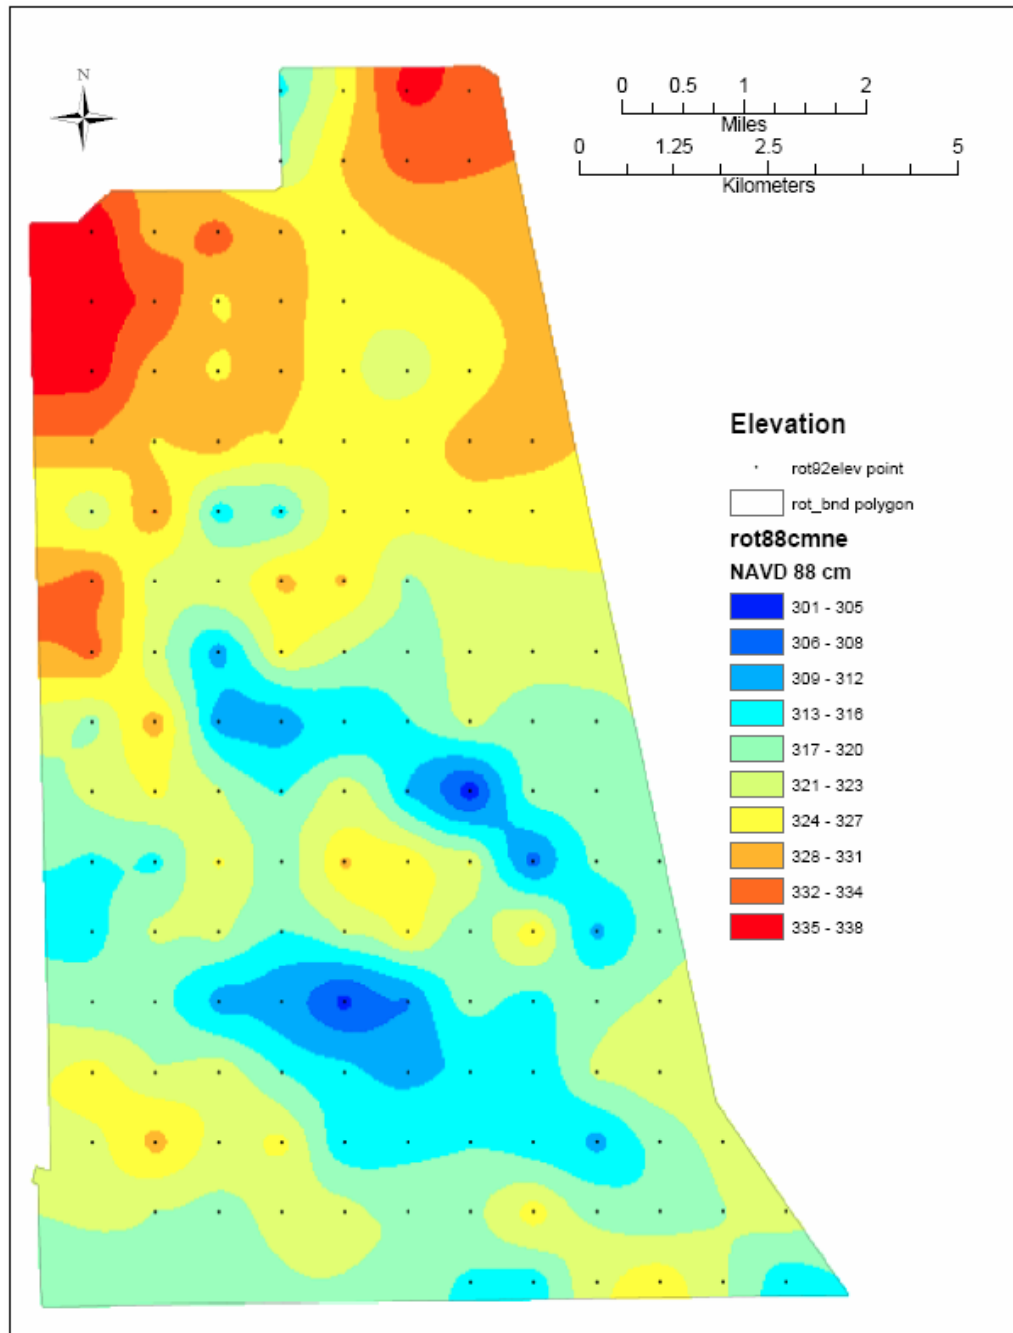 N
0 0.5 1 2
Miles
0 1.25 2.5 5
Kilometers
Elevation
rot92elev point
rot_bnd polygon
rot88cmne
NAVD 88 cm
301 - 305
306 - 308
309 - 312
313 - 316
317 - 320
321 - 323
324 - 327
328 - 331
332 - 334
335 - 338